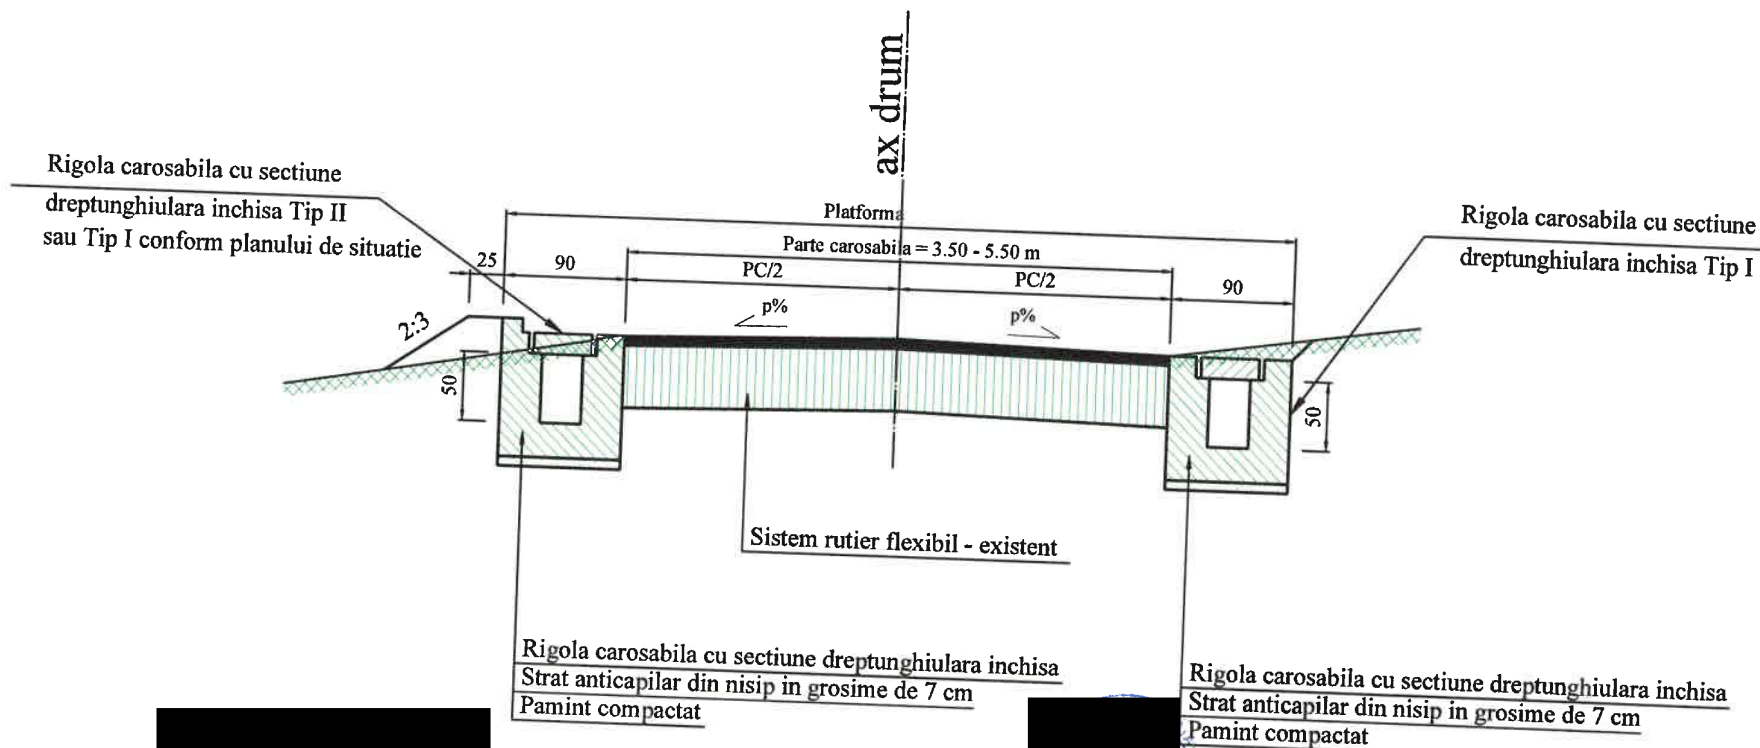 ax drum
Rigola carosabila cu sectiune
dreptunghiulara inchisa Tip II
sau Tip I conform planului de situatie
Platforma
Rigola carosabila cu sectiune
dreptunghiulara inchisa Tip I
Parte carosabila = 3.50 - 5.50 m
25
90
PC/2
PC/2
90
p%
p%
2:3
50
50
Sistem rutier flexibil - existent
Rigola carosabila cu sectiune dreptunghiulara inchisa
Strat anticapilar din nisip in grosime de 7 cm
Pamint compactat
Rigola carosabila cu sectiune dreptunghiulara inchisa
Strat anticapilar din nisip in grosime de 7 cm
Pamint compactat